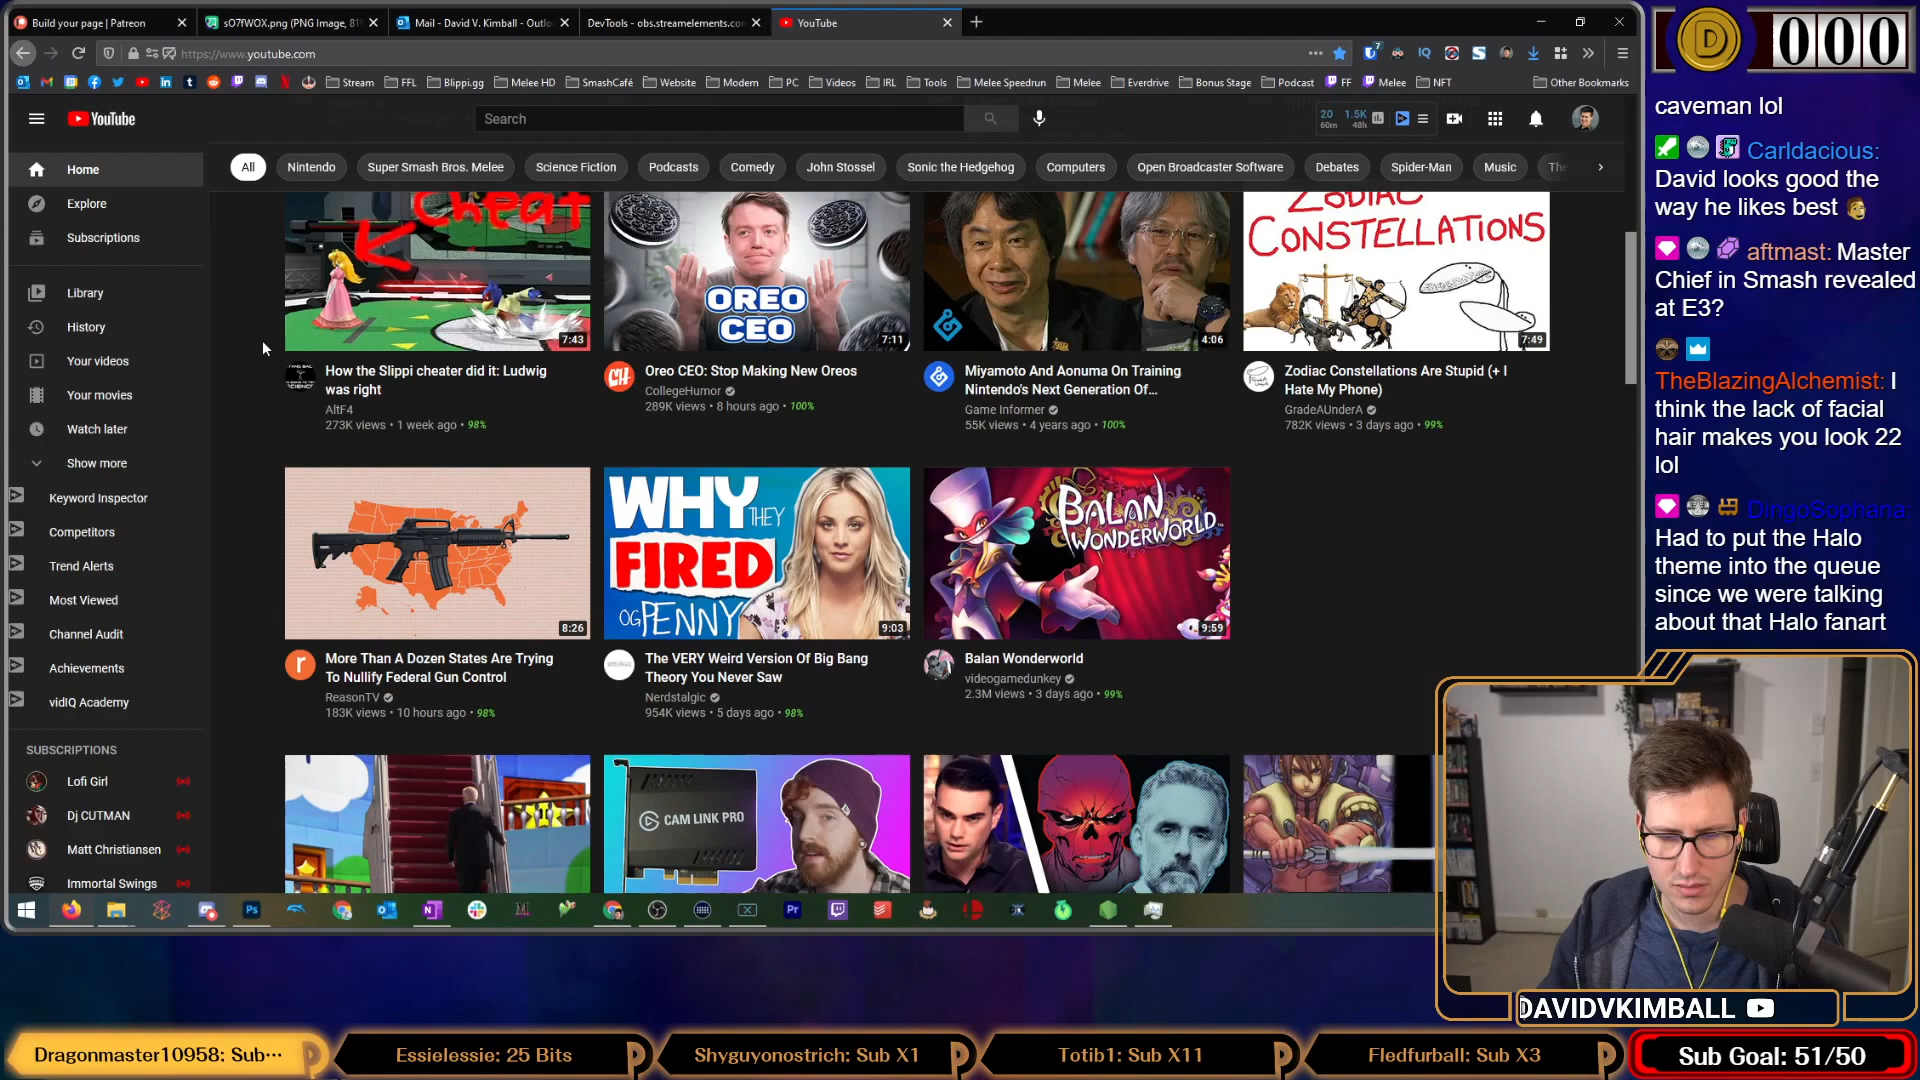 Build your page | Patreon
sO7fWOX.png (PNG Image, 819
Mail - David V. Kimball - Outlo
DevTools - obs.streamelements.co
YouTube
https://www.youtube.com
Stream
FFL
Blippi.gg
Melee HD
SmashCafé
Website
Modem
PC
Videos
IRL
Tools
Melee Speedrun
Melee
Everdrive
Bonus Stage
Podcast
FF
Melee
NFT
Other Bookmarks
YouTube
Search
20
60m
1.5K
48h
Home
Explore
Subscriptions
Library
History
Your videos
Your movies
Watch later
Show more
Keyword Inspector
Competitors
Trend Alerts
Most Viewed
Channel Audit
Achievements
vidIQ Academy
SUBSCRIPTIONS
Lofi Girl
Dj CUTMAN
Matt Christiansen
Immortal Swings
All
Nintendo
Super Smash Bros. Melee
Science Fiction
Podcasts
Comedy
John Stossel
Sonic the Hedgehog
Computers
Open Broadcaster Software
Debates
Spider-Man
Music
The
cheat
7:43
How the Slippi cheater did it: Ludwig
was right
AltF4
273K views • 1 week ago • 98%
OREO
CEO
7:11
Oreo CEO: Stop Making New Oreos
CollegeHumor
289K views • 8 hours ago • 100%
4:06
Miyamoto And Aonuma On Training
Nintendo's Next Generation Of...
Game Informer
55K views • 4 years ago • 100%
ZODIAC
CONSTELLATIONS
7:49
Zodiac Constellations Are Stupid (+ I
Hate My Phone)
GradeAUnderA
782K views • 3 days ago • 99%
8:26
More Than A Dozen States Are Trying
To Nullify Federal Gun Control
ReasonTV
183K views • 10 hours ago • 98%
WHY THEY
FIRED
OG PENNY
9:03
The VERY Weird Version Of Big Bang
Theory You Never Saw
Nerdstalgic
954K views • 5 days ago • 98%
BALAN
WONDERWORLD
9:59
Balan Wonderworld
videogamedunkey
2.3M views • 3 days ago • 99%
CAM LINK PRO
000
caveman lol
Carldacious:
David looks good the
way he likes best
aftmast: Master
Chief in Smash revealed
at E3?
TheBlazingAlchemist: I
think the lack of facial
hair makes you look 22
lol
DingoSophana:
Had to put the Halo
theme into the queue
since we were talking
about that Halo fanart
DAVIDVKIMBALL
Dragonmaster10958: Sub...
Essielessie: 25 Bits
Shyguyonostrich: Sub X1
Totib1: Sub X11
Fledfurball: Sub X3
Sub Goal: 51/50